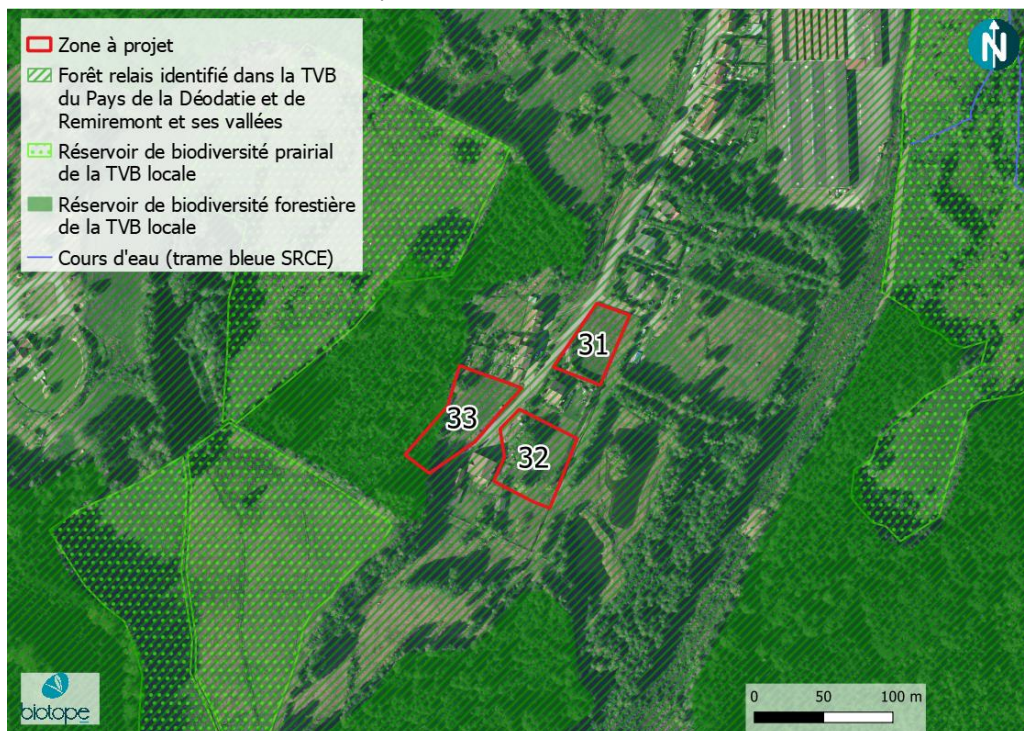 Zone à projet
Forêt relais identifié dans la TVB
du Pays de la Déodatie et de
Remiremont et ses vallées
Réservoir de biodiversité prairial
de la TVB locale
Réservoir de biodiversité forestière
de la TVB locale
Cours d'eau (trame bleue SRCE)
N
31
33
32
biotope
0 50 100 m